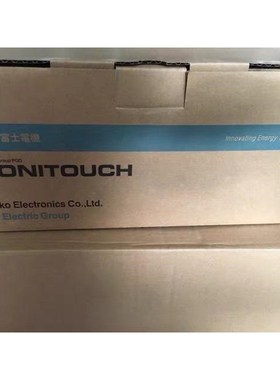 富士電機
Innovating Energy
ONITOUCH
ko Electronics Co.,Ltd.
Electric Group